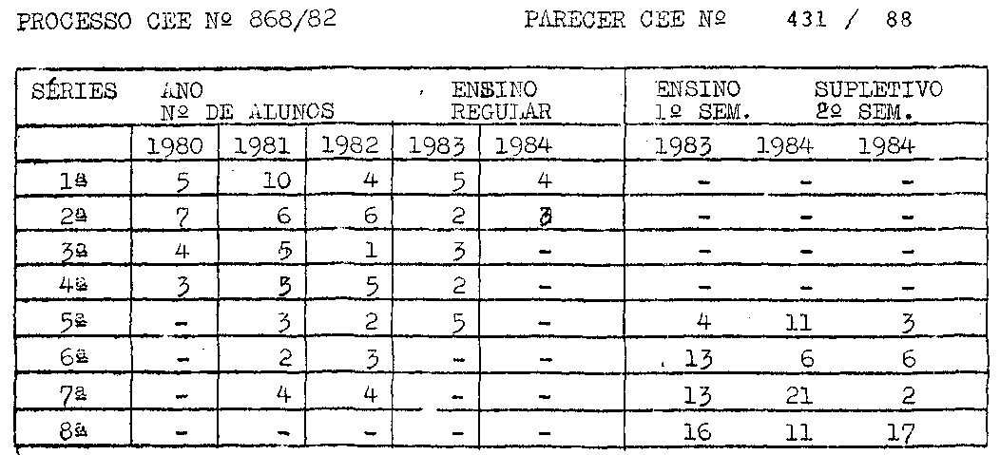 PROCESSO CEE Nº 868/82 PARECER CEE Nº 431 / 88
SÉRIES ANO ENSINO ENSINO SUPLETIVO
Nº DE ALUNOS REGULAR 1º SEM. 2º SEM.
1980 1981 1982 1983 1984 1983 1984 1984
1ª 5 10 4 5 4 - - -
2ª 7 6 6 2 3 - - -
3ª 4 5 1 3 - - - -
4ª 3 5 2 - - - -
5ª - 3 2 5 - 4 11 3
6ª - 2 3 - - 13 6 6
7ª - 4 4 - - 13 21 2
8ª - - - - - 16 11 17